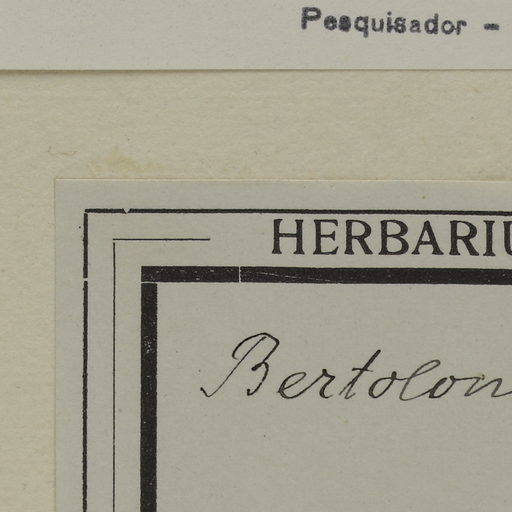 Pesquisador -
HERBARIU
Bertolon